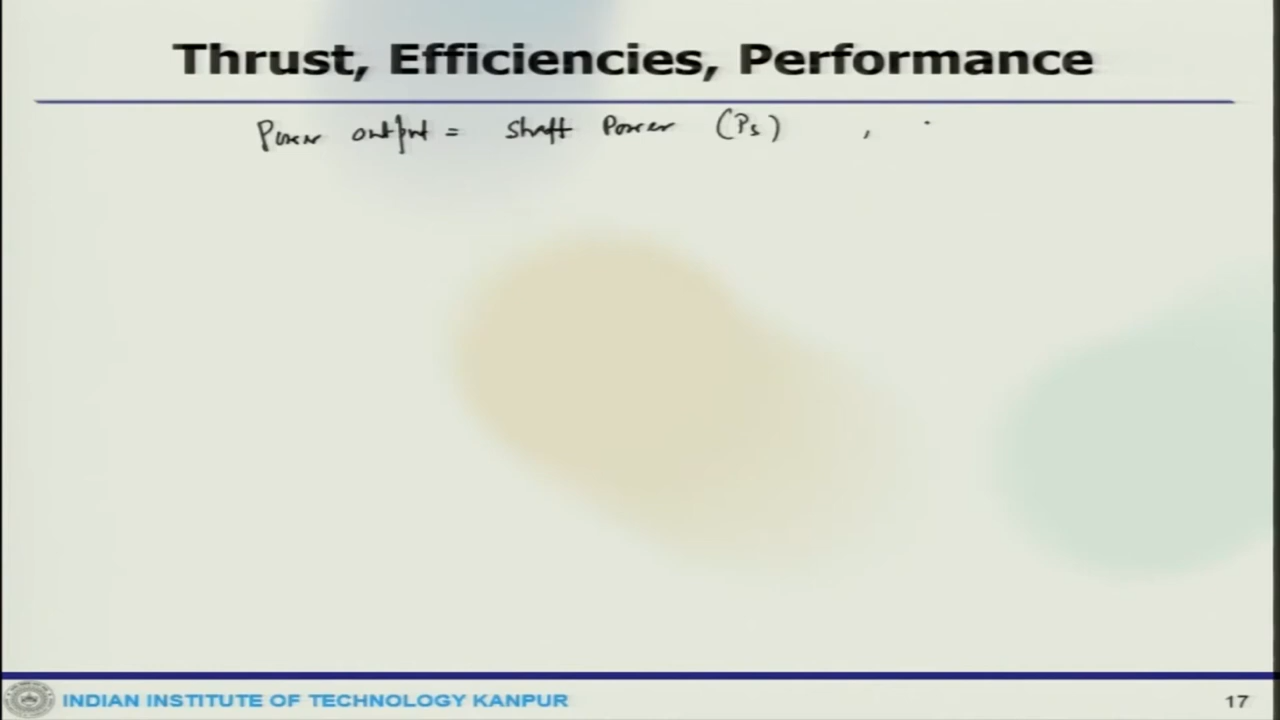 Thrust, Efficiencies, Performance
Power output = Shaft Power (Ps) ,
INDIAN INSTITUTE OF TECHNOLOGY KANPUR
17